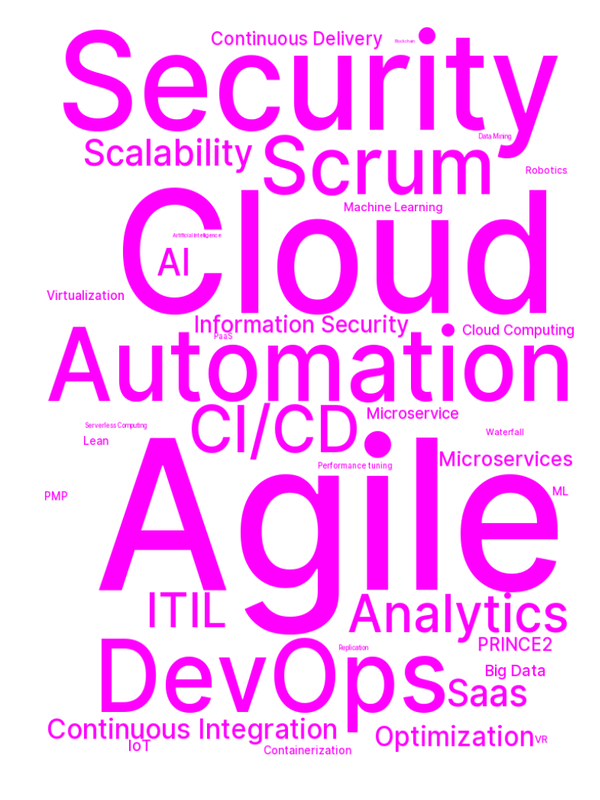 Continuous Delivery
Blockchain
Security
Data Mining
Scalability
Scrum
Robotics
Machine Learning
Cloud
Artificial Intelligence
AI
Virtualization
Information Security
Cloud Computing
PaaS
Automation
CI/CD
Microservice
Serverless Computing
Lean
Waterfall
Performance tuning
Microservices
Agile
PMP
ML
ITIL
Analytics
PRINCE2
Replication
DevOps
Big Data
Saas
Continuous Integration
Optimization
VR
IoT
Containerization